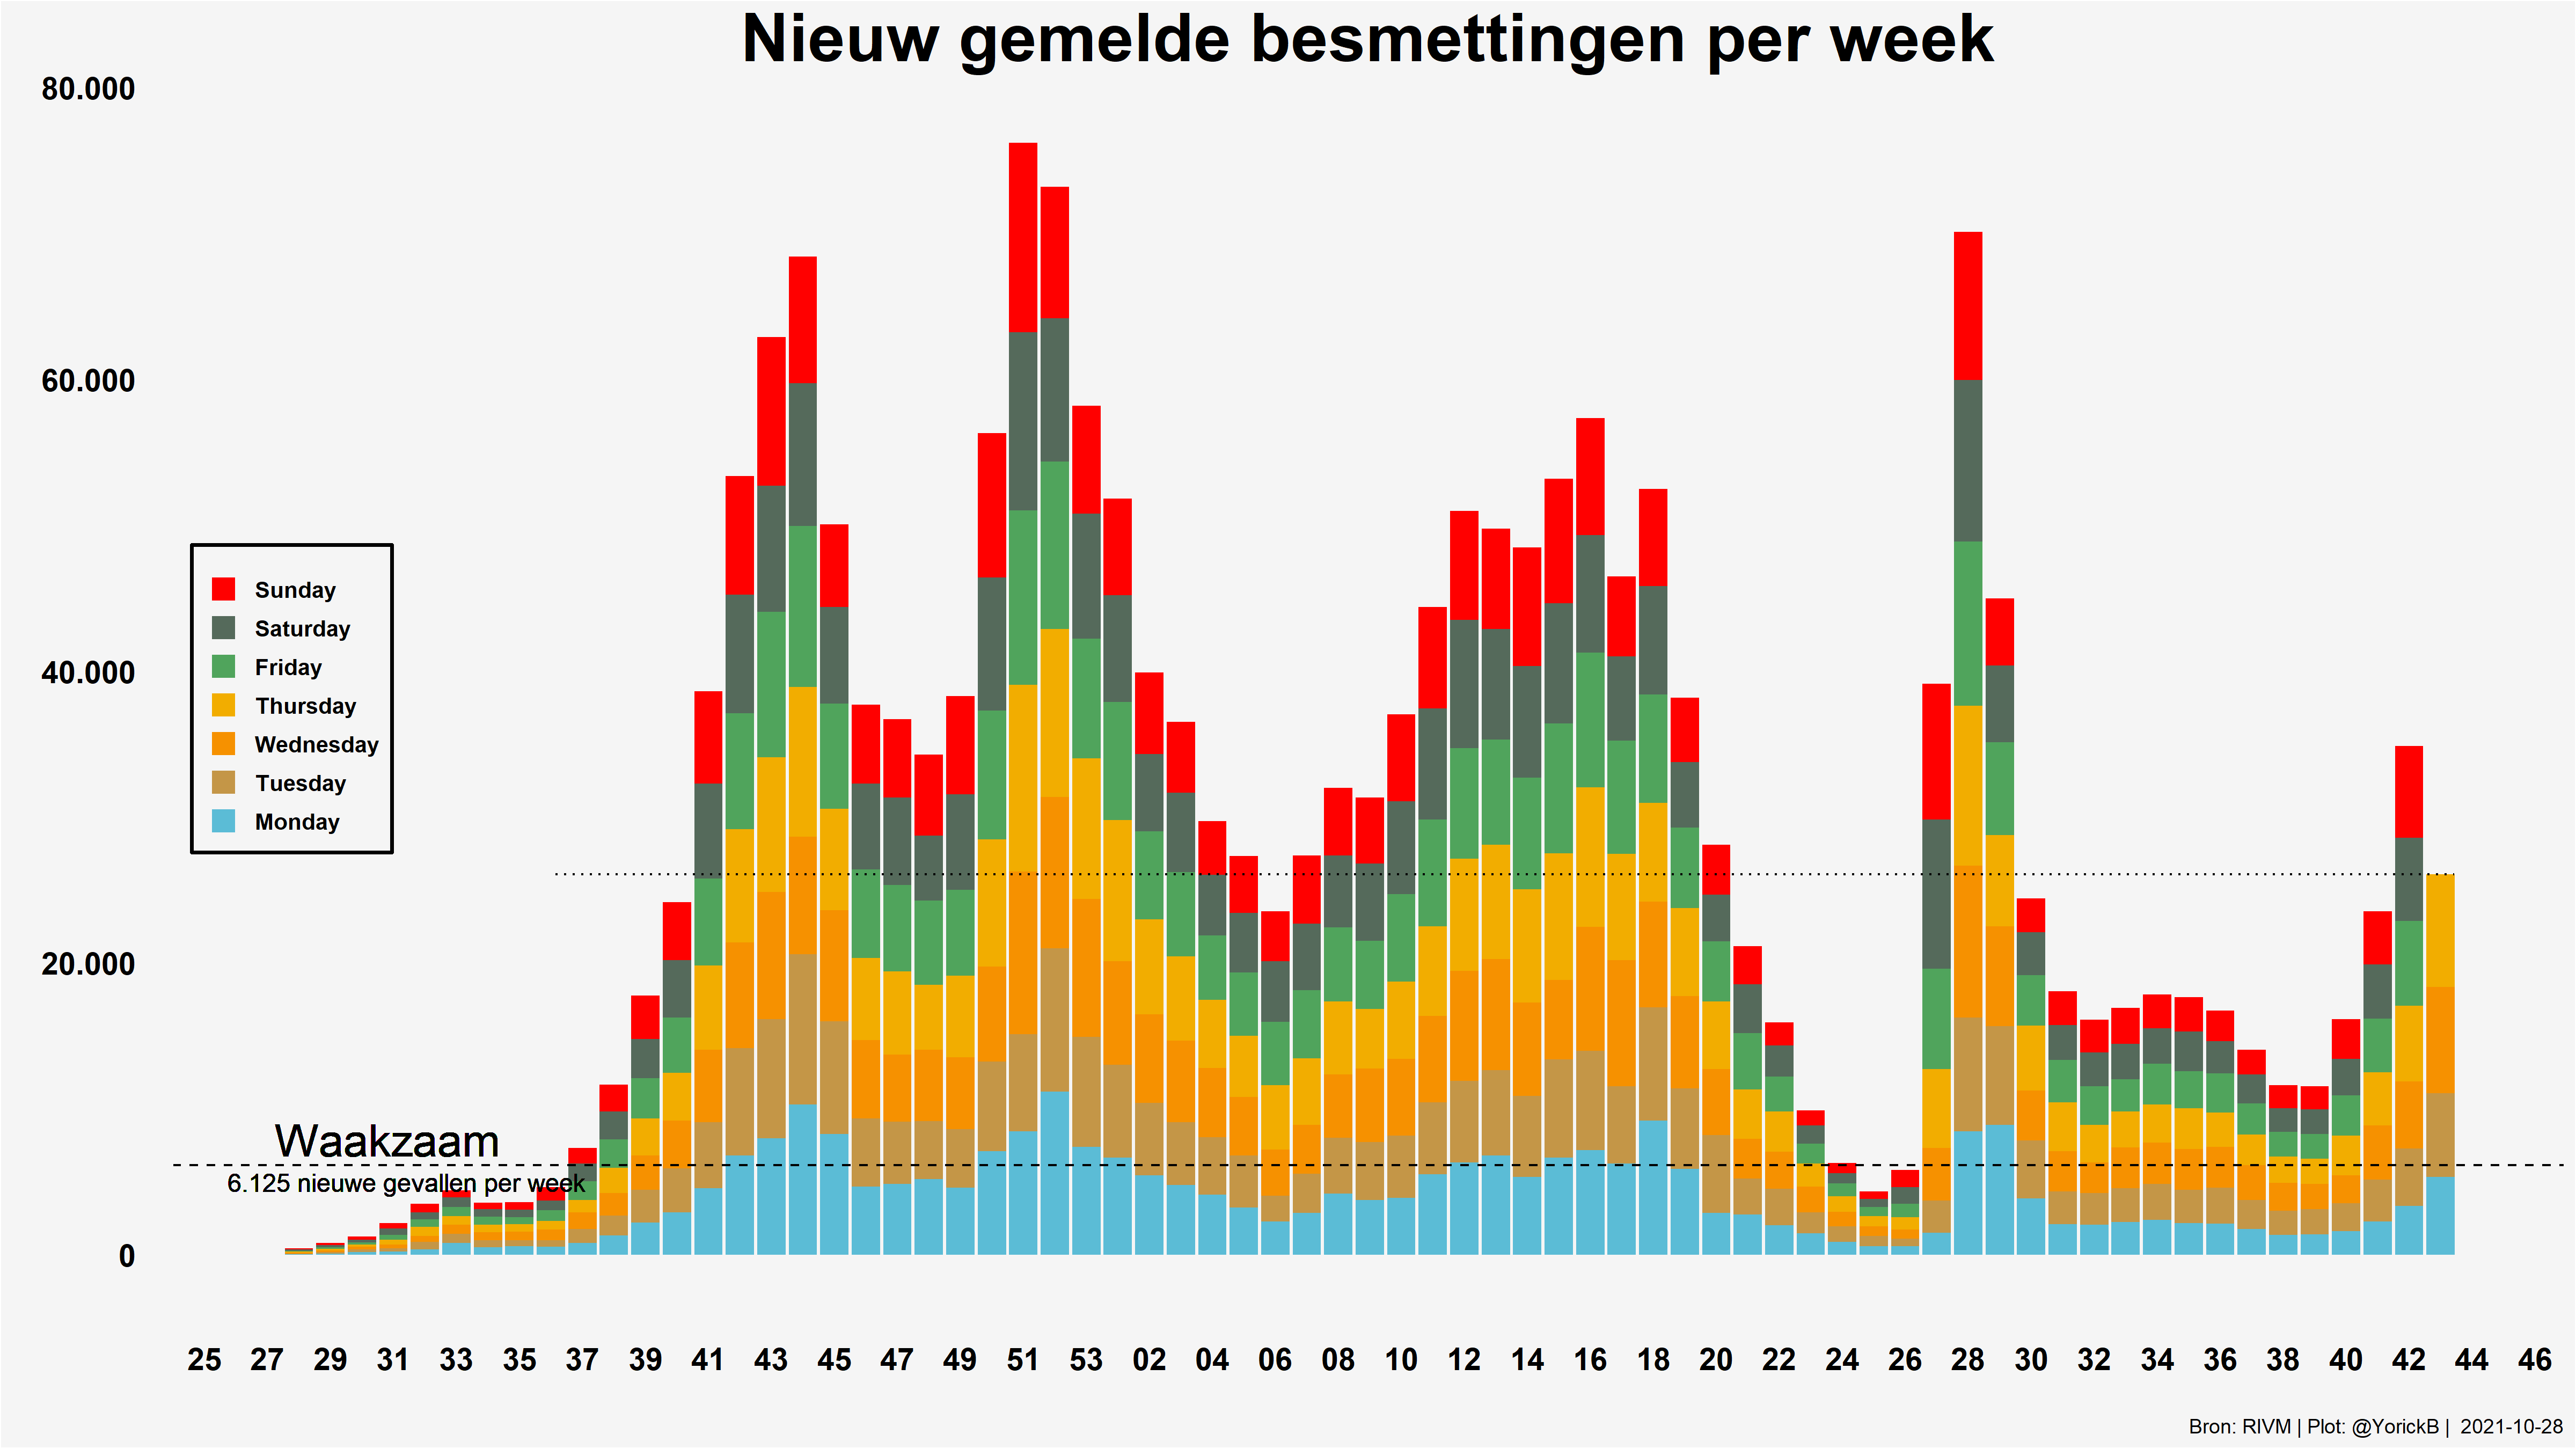 Nieuw gemelde besmettingen per week
80.000
60.000
40.000
20.000
0
Sunday
Saturday
Friday
Thursday
Wednesday
Tuesday
Monday
Waakzaam
6.125 nieuwe gevallen per week
25 27 29 31 33 35 37 39 41 43 45 47 49 51 53 02 04 06 08 10 12 14 16 18 20 22 24 26 28 30 32 34 36 38 40 42 44 46
Bron: RIVM | Plot: @YorickB | 2021-10-28